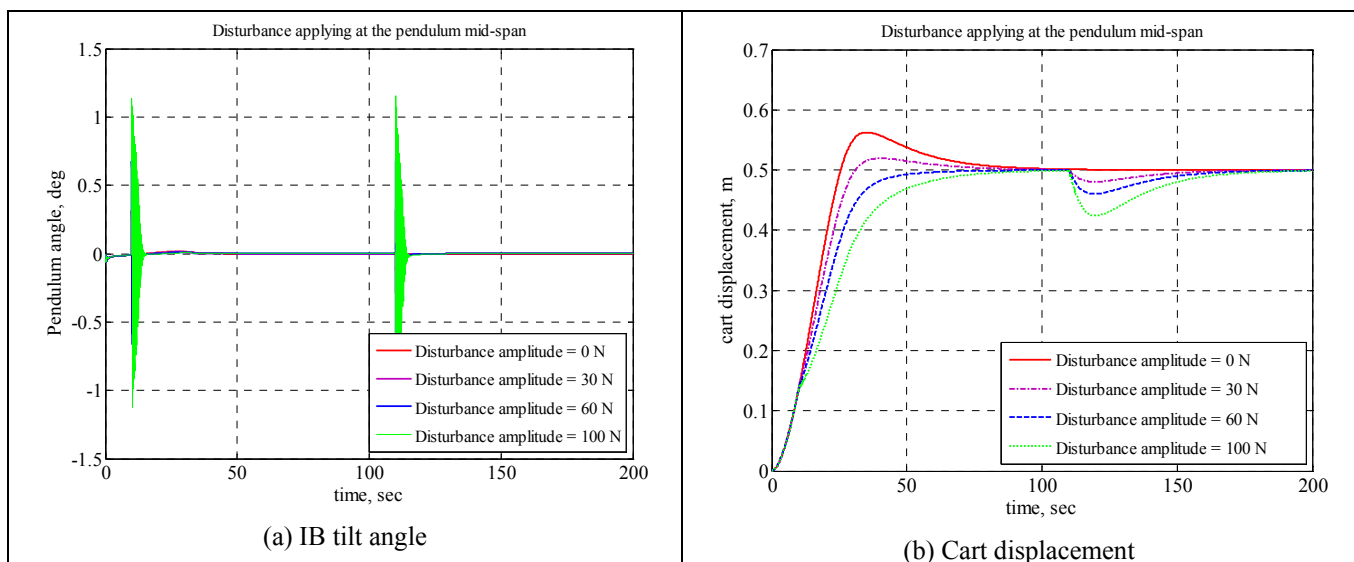 Disturbance applying at the pendulum mid-span
1.5
1
0.5
0
-0.5
-1
-1.5
Pendulum angle, deg
Disturbance amplitude = 0 N
Disturbance amplitude = 30 N
Disturbance amplitude = 60 N
Disturbance amplitude = 100 N
0
50
100
150
200
time, sec
(a) IB tilt angle
Disturbance applying at the pendulum mid-span
0.7
0.6
0.5
0.4
0.3
0.2
0.1
0
cart displacement, m
Disturbance amplitude = 0 N
Disturbance amplitude = 30 N
Disturbance amplitude = 60 N
Disturbance amplitude = 100 N
0
50
100
150
200
time, sec
(b) Cart displacement